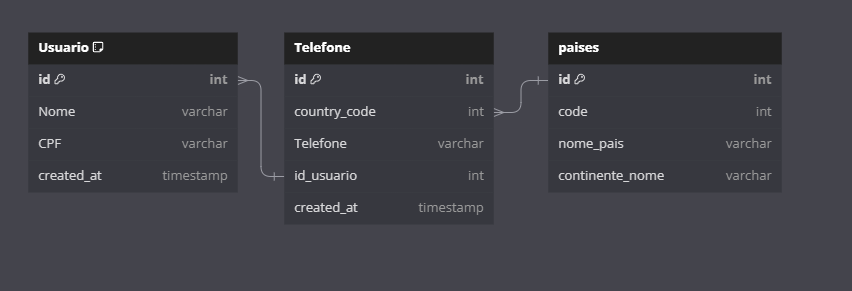 Usuario
id int
Nome varchar
CPF varchar
created_at timestamp
Telefone
id int
country_code int
Telefone varchar
id_usuario int
created_at timestamp
paises
id int
code int
nome_pais varchar
continente_nome varchar